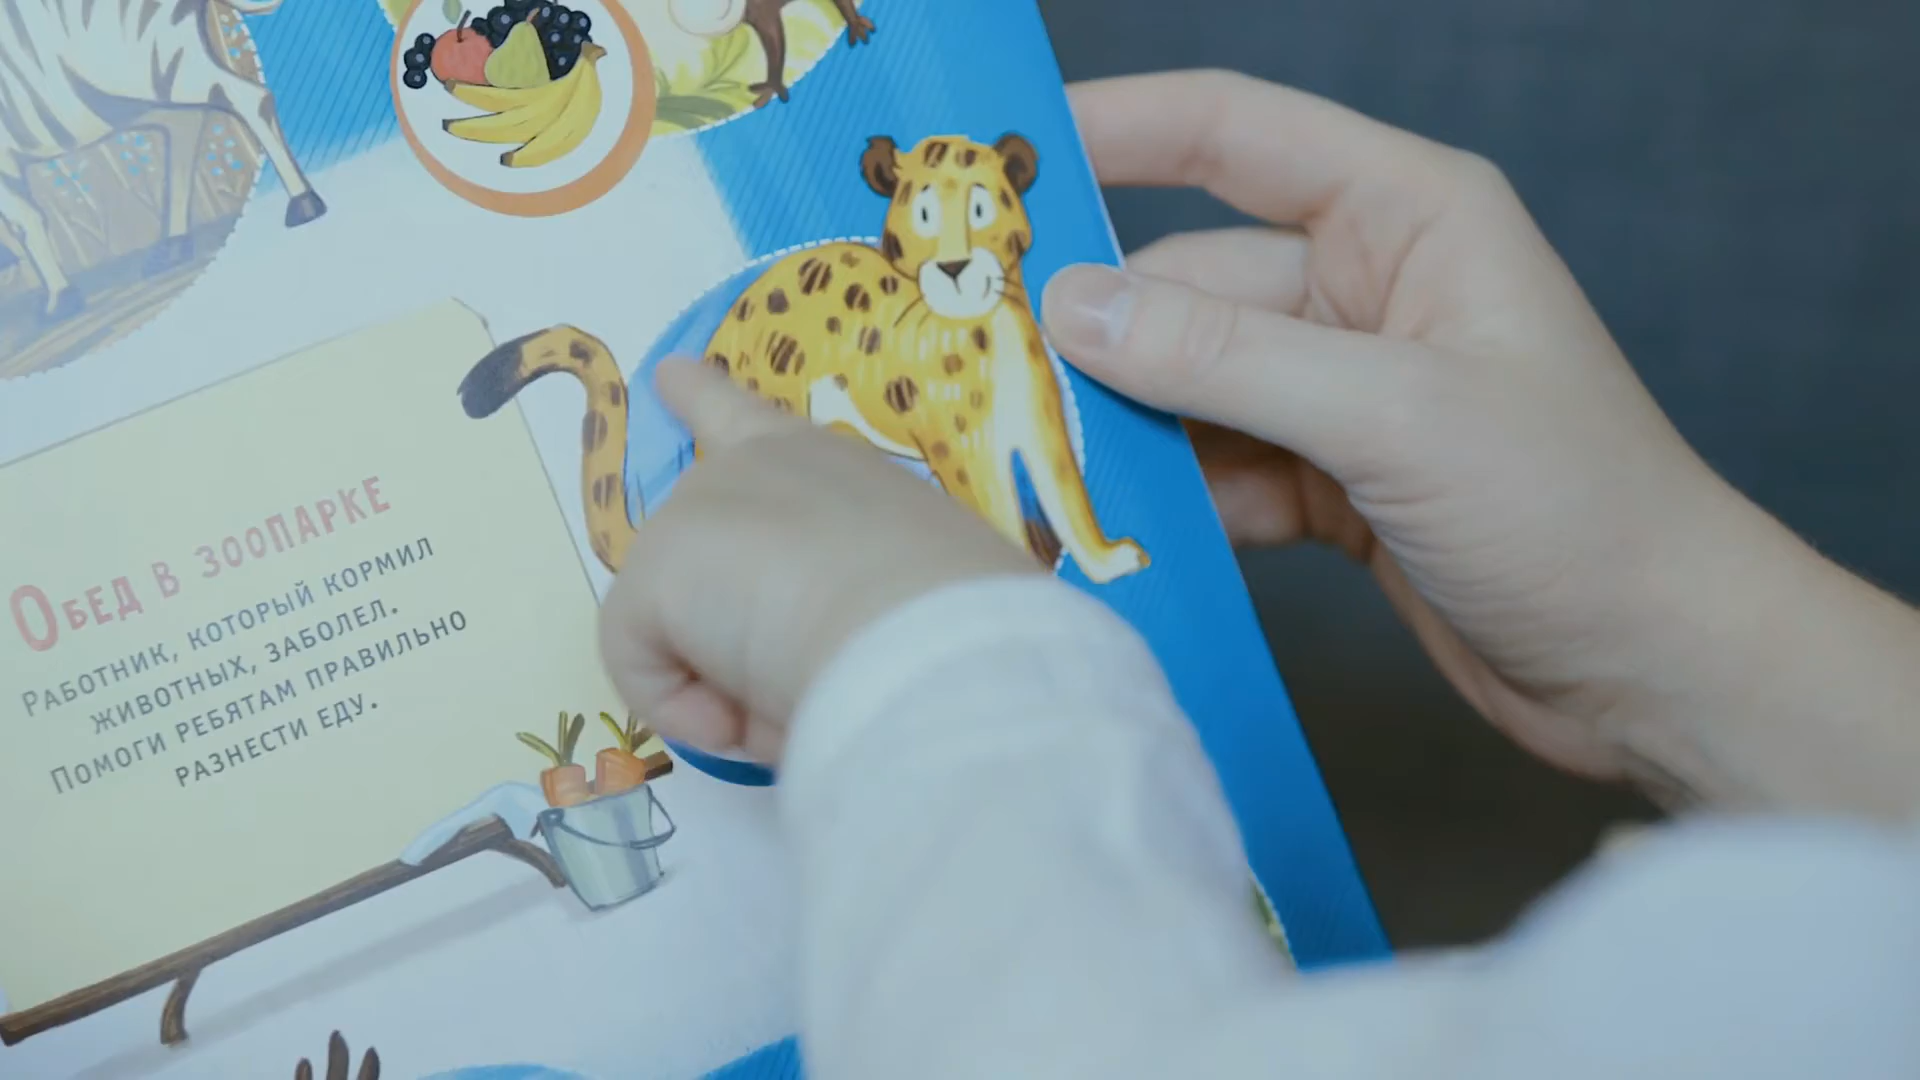 Обед в зоопарке
Работник, который кормил
животных, заболел.
Помоги ребятам правильно
разнести еду.